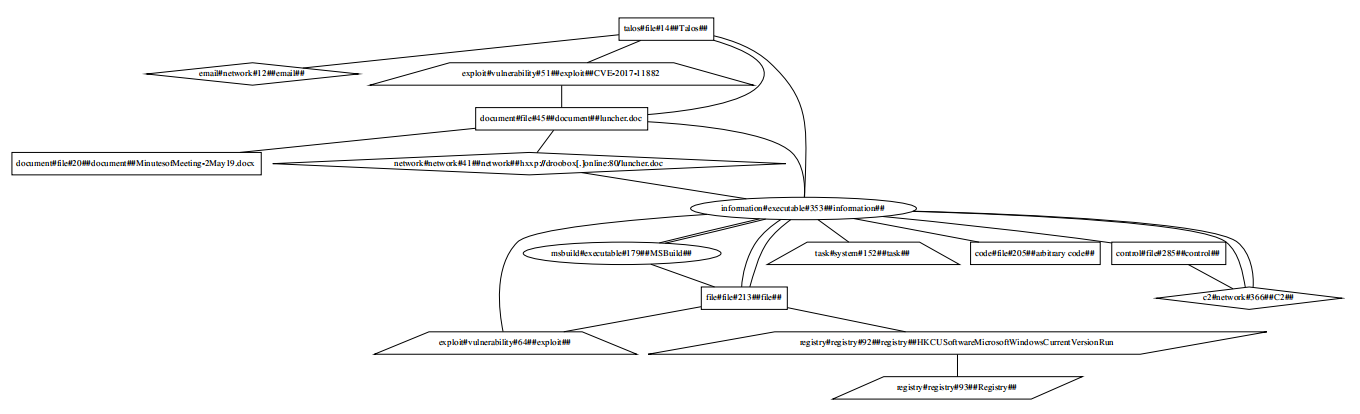 talos#file#14##Talos##
email#network#12##email##
exploit#vulnerability#51##exploit##CVE-2017-11882
document#file#45##document##luncher.doc
document#file#20##document##MinutesofMeeting-2May19.docx
network#network#41##network##hxxp://droobox[.]online:80/luncher.doc
information#executable#353##information##
msbuild#executable#179##MSBuild##
task#system#152##task##
code#file#205##arbitrary code##
control#file#285##control##
file#file#213##file##
c2#network#366##C2##
exploit#vulnerability#64##exploit##
registry#registry#92##registry##HKCUSoftwareMicrosoftWindowsCurrentVersionRun
registry#registry#93##Registry##